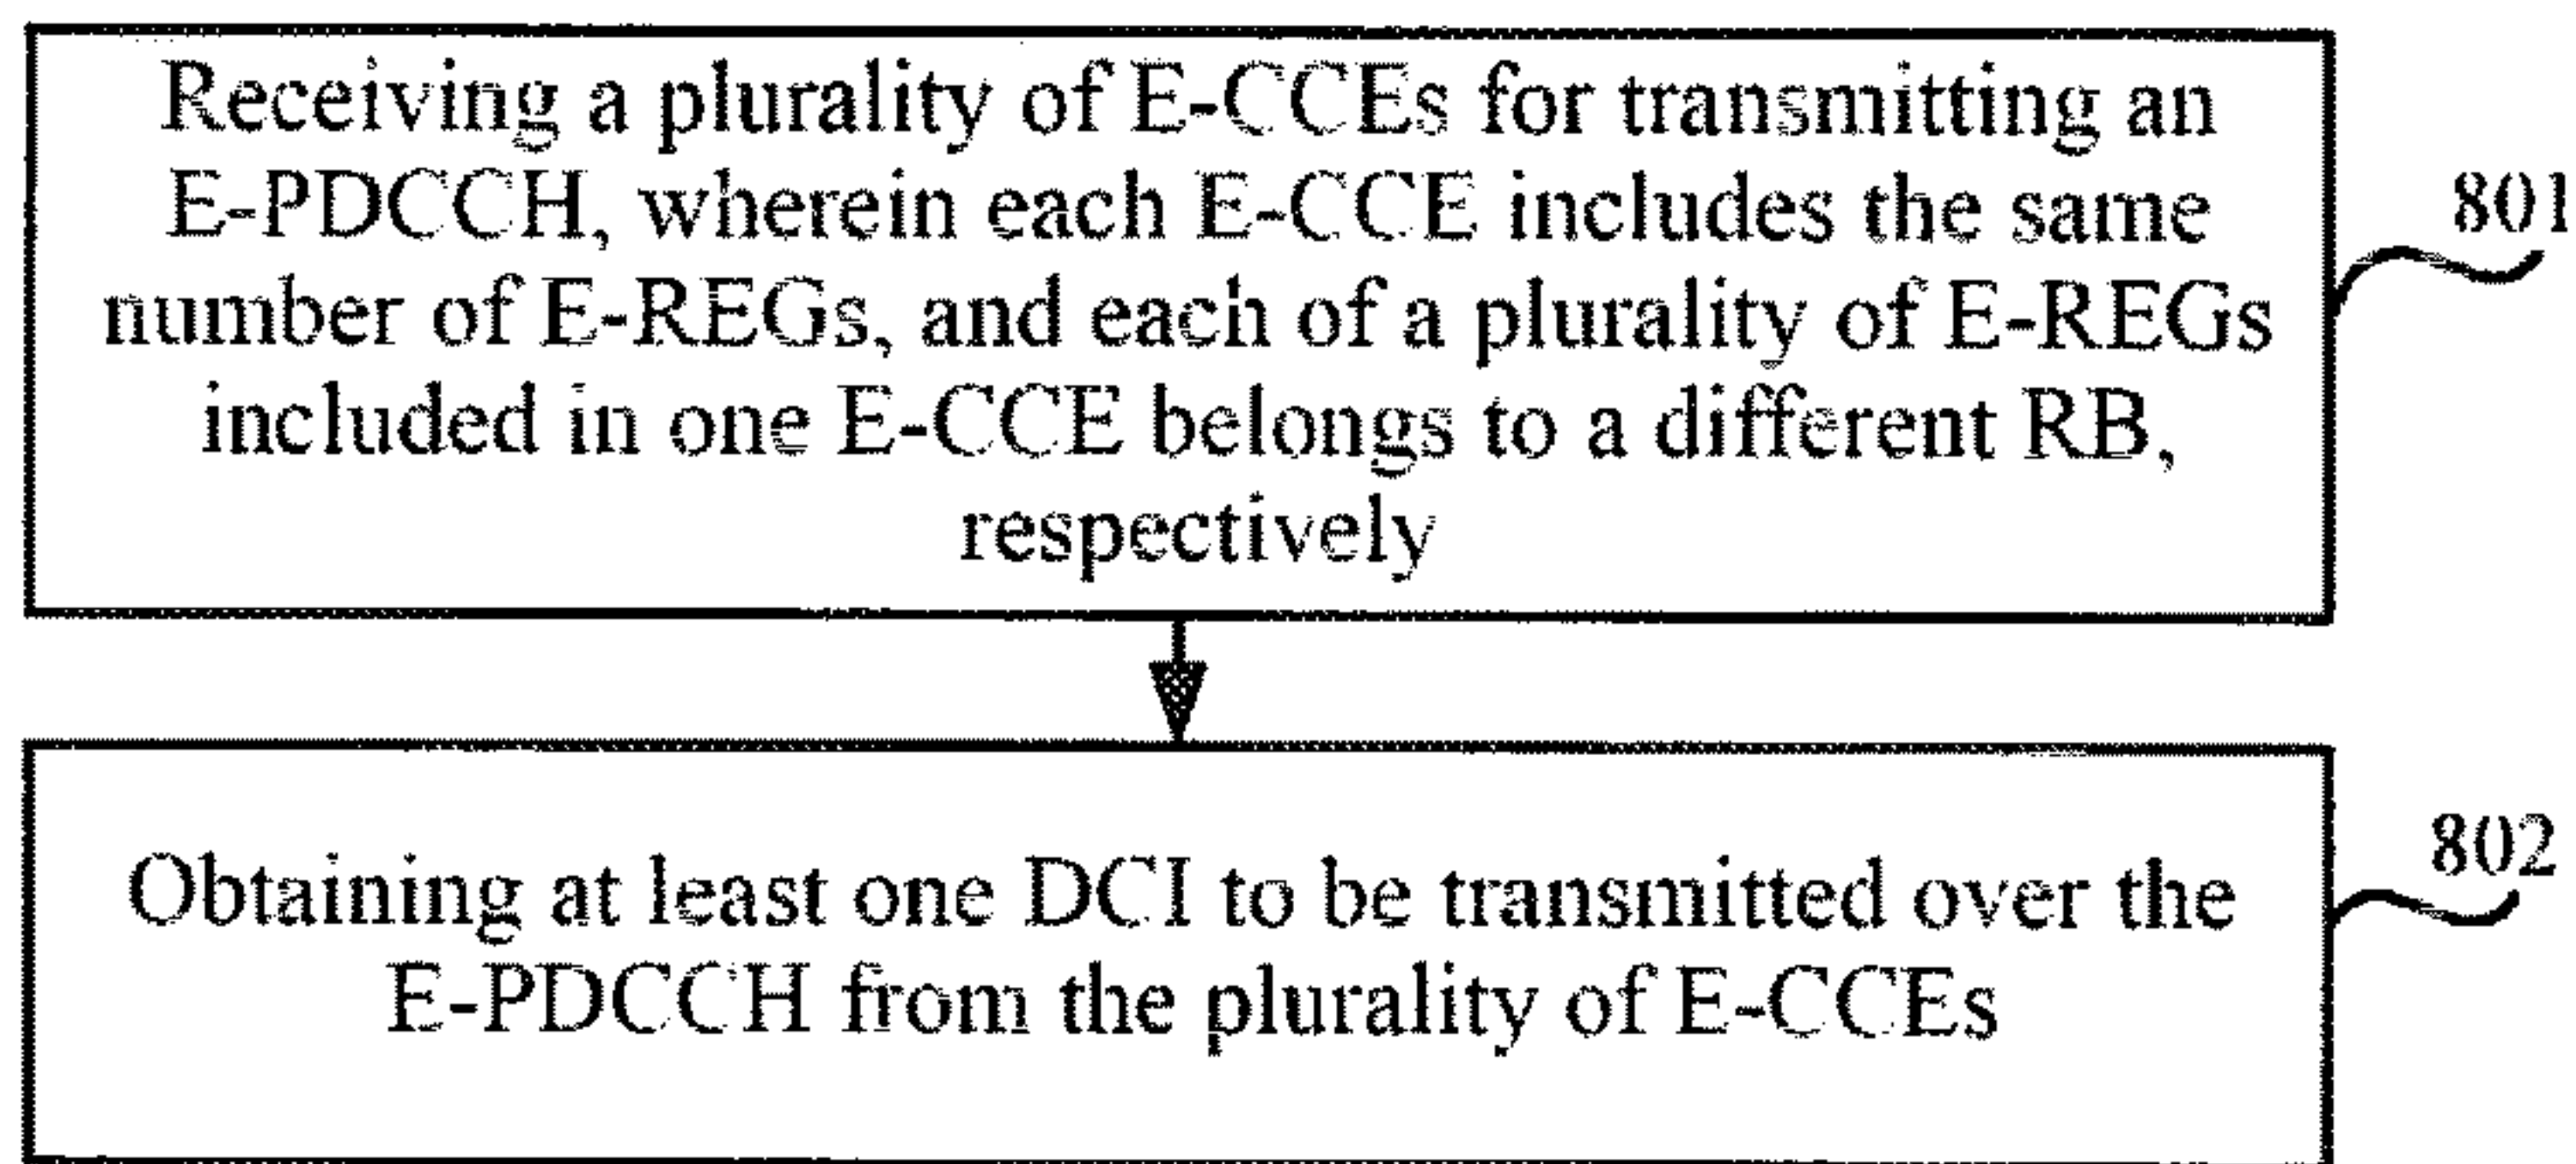 Receiving a plurality of E-CCEs for transmitting an
E-PDCCH, wherein each E-CCE includes the same
number of E-REGs, and each of a plurality of E-REGs
included in one E-CCE belongs to a different RB,
respectively
801
Obtaining at least one DCI to be transmitted over the
E-PDCCH from the plurality of E-CCEs
802